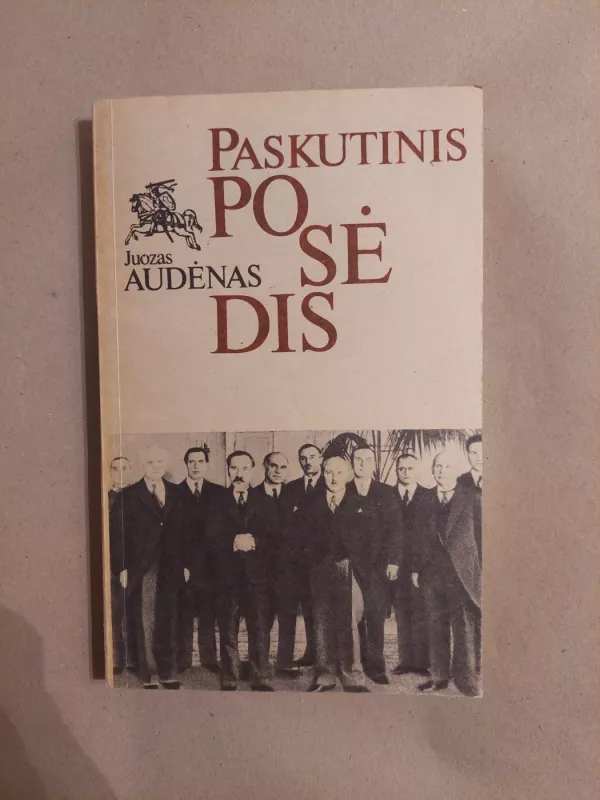 PASKUTINIS
PO
SĖ
DIS
Juozas
AUDĖNAS